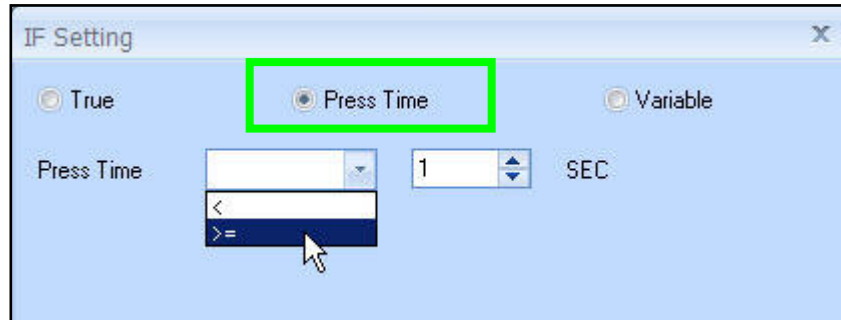 IF Setting x
True Press Time Variable
Press Time 1 SEC
<
>=